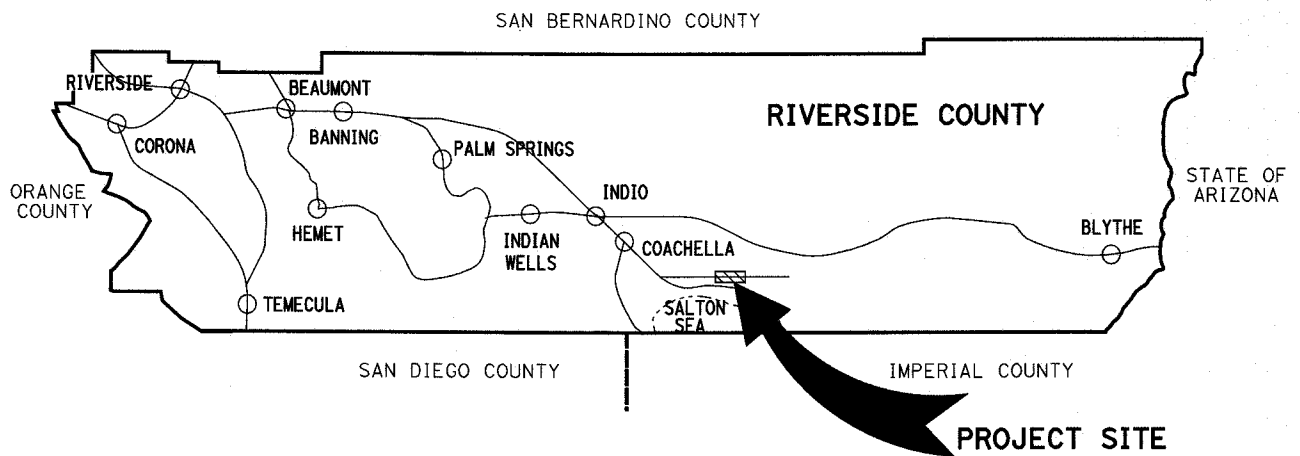 SAN BERNARDINO COUNTY
RIVERSIDE
BEAUMONT
RIVERSIDE COUNTY
BANNING
CORONA
PALM SPRINGS
STATE OF
ARIZONA
ORANGE
COUNTY
INDIO
HEMET
INDIAN
WELLS
COACHELLA
BLYTHE
TEMECULA
SALTON
SEA
SAN DIEGO COUNTY
IMPERIAL COUNTY
PROJECT SITE